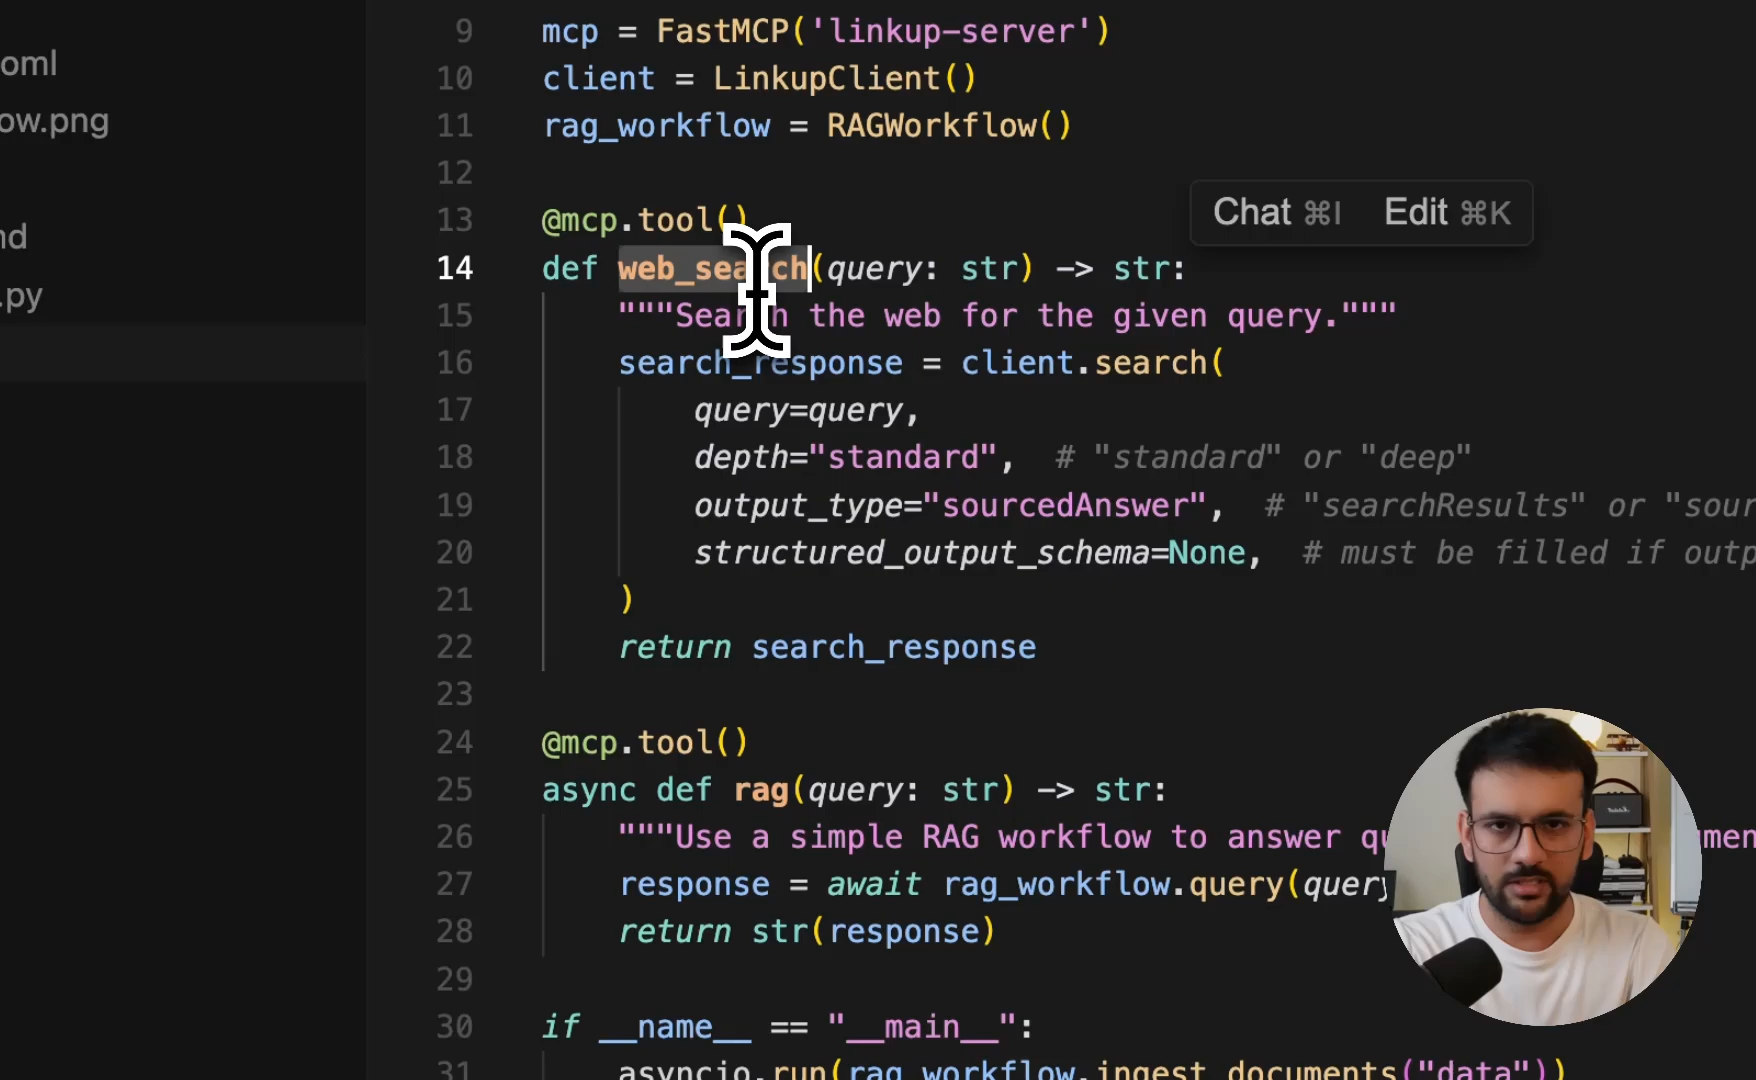 oml
ow.png
nd
.py
9 mcp = FastMCP('linkup-server')
10 client = LinkupClient()
11 rag_workflow = RAGWorkflow()
12
Chat ⌘I Edit ⌘K
13 @mcp.tool()
14 def web_search(query: str) -> str:
15 """Search the web for the given query."""
16 search_response = client.search(
17 query=query,
18 depth="standard", # "standard" or "deep"
19 output_type="sourcedAnswer", # "searchResults" or "sour
20 structured_output_schema=None, # must be filled if outp
21 )
22 return search_response
23
24 @mcp.tool()
25 async def rag(query: str) -> str:
26 """Use a simple RAG workflow to answer qu men
27 response = await rag_workflow.query(query
28 return str(response)
29
30 if __name__ == "__main__":
31 asyncio.run(rag_workflow.ingest_documents("data"))